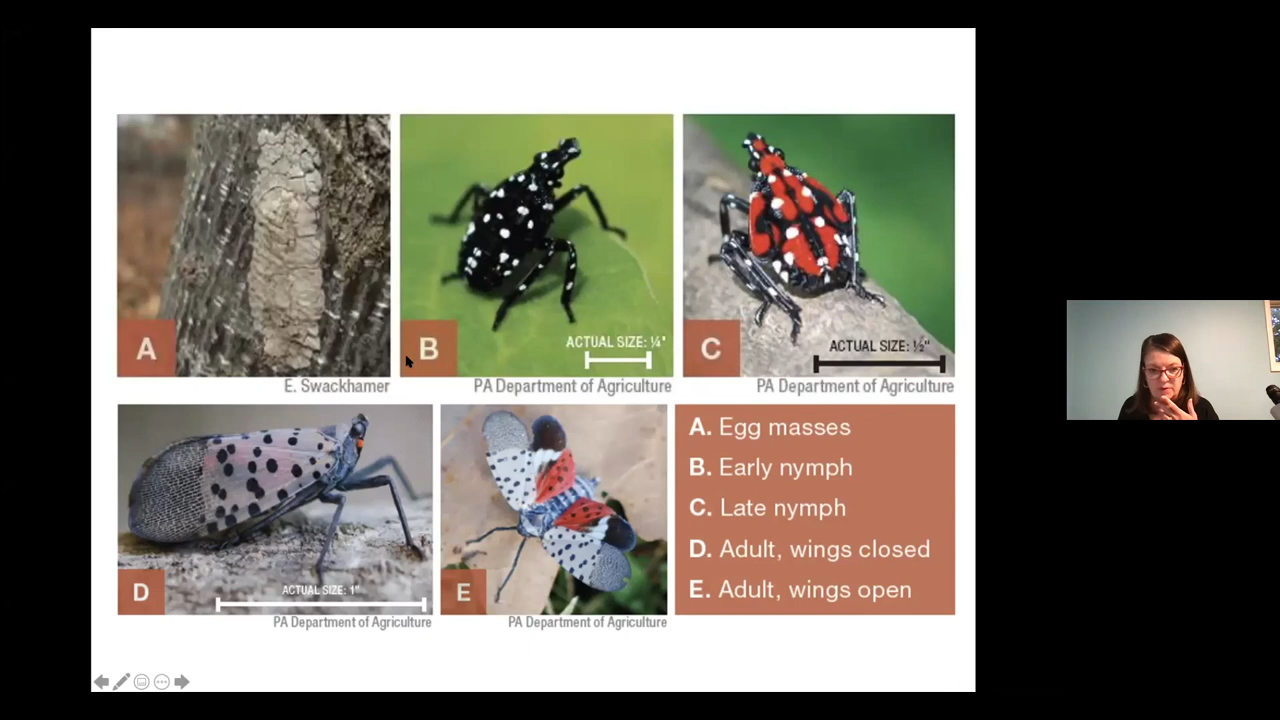 A
E. Swackhamer
B
ACTUAL SIZE: ¼"
PA Department of Agriculture
C
ACTUAL SIZE: ½"
PA Department of Agriculture
D
ACTUAL SIZE: 1"
PA Department of Agriculture
E
PA Department of Agriculture
A. Egg masses
B. Early nymph
C. Late nymph
D. Adult, wings closed
E. Adult, wings open